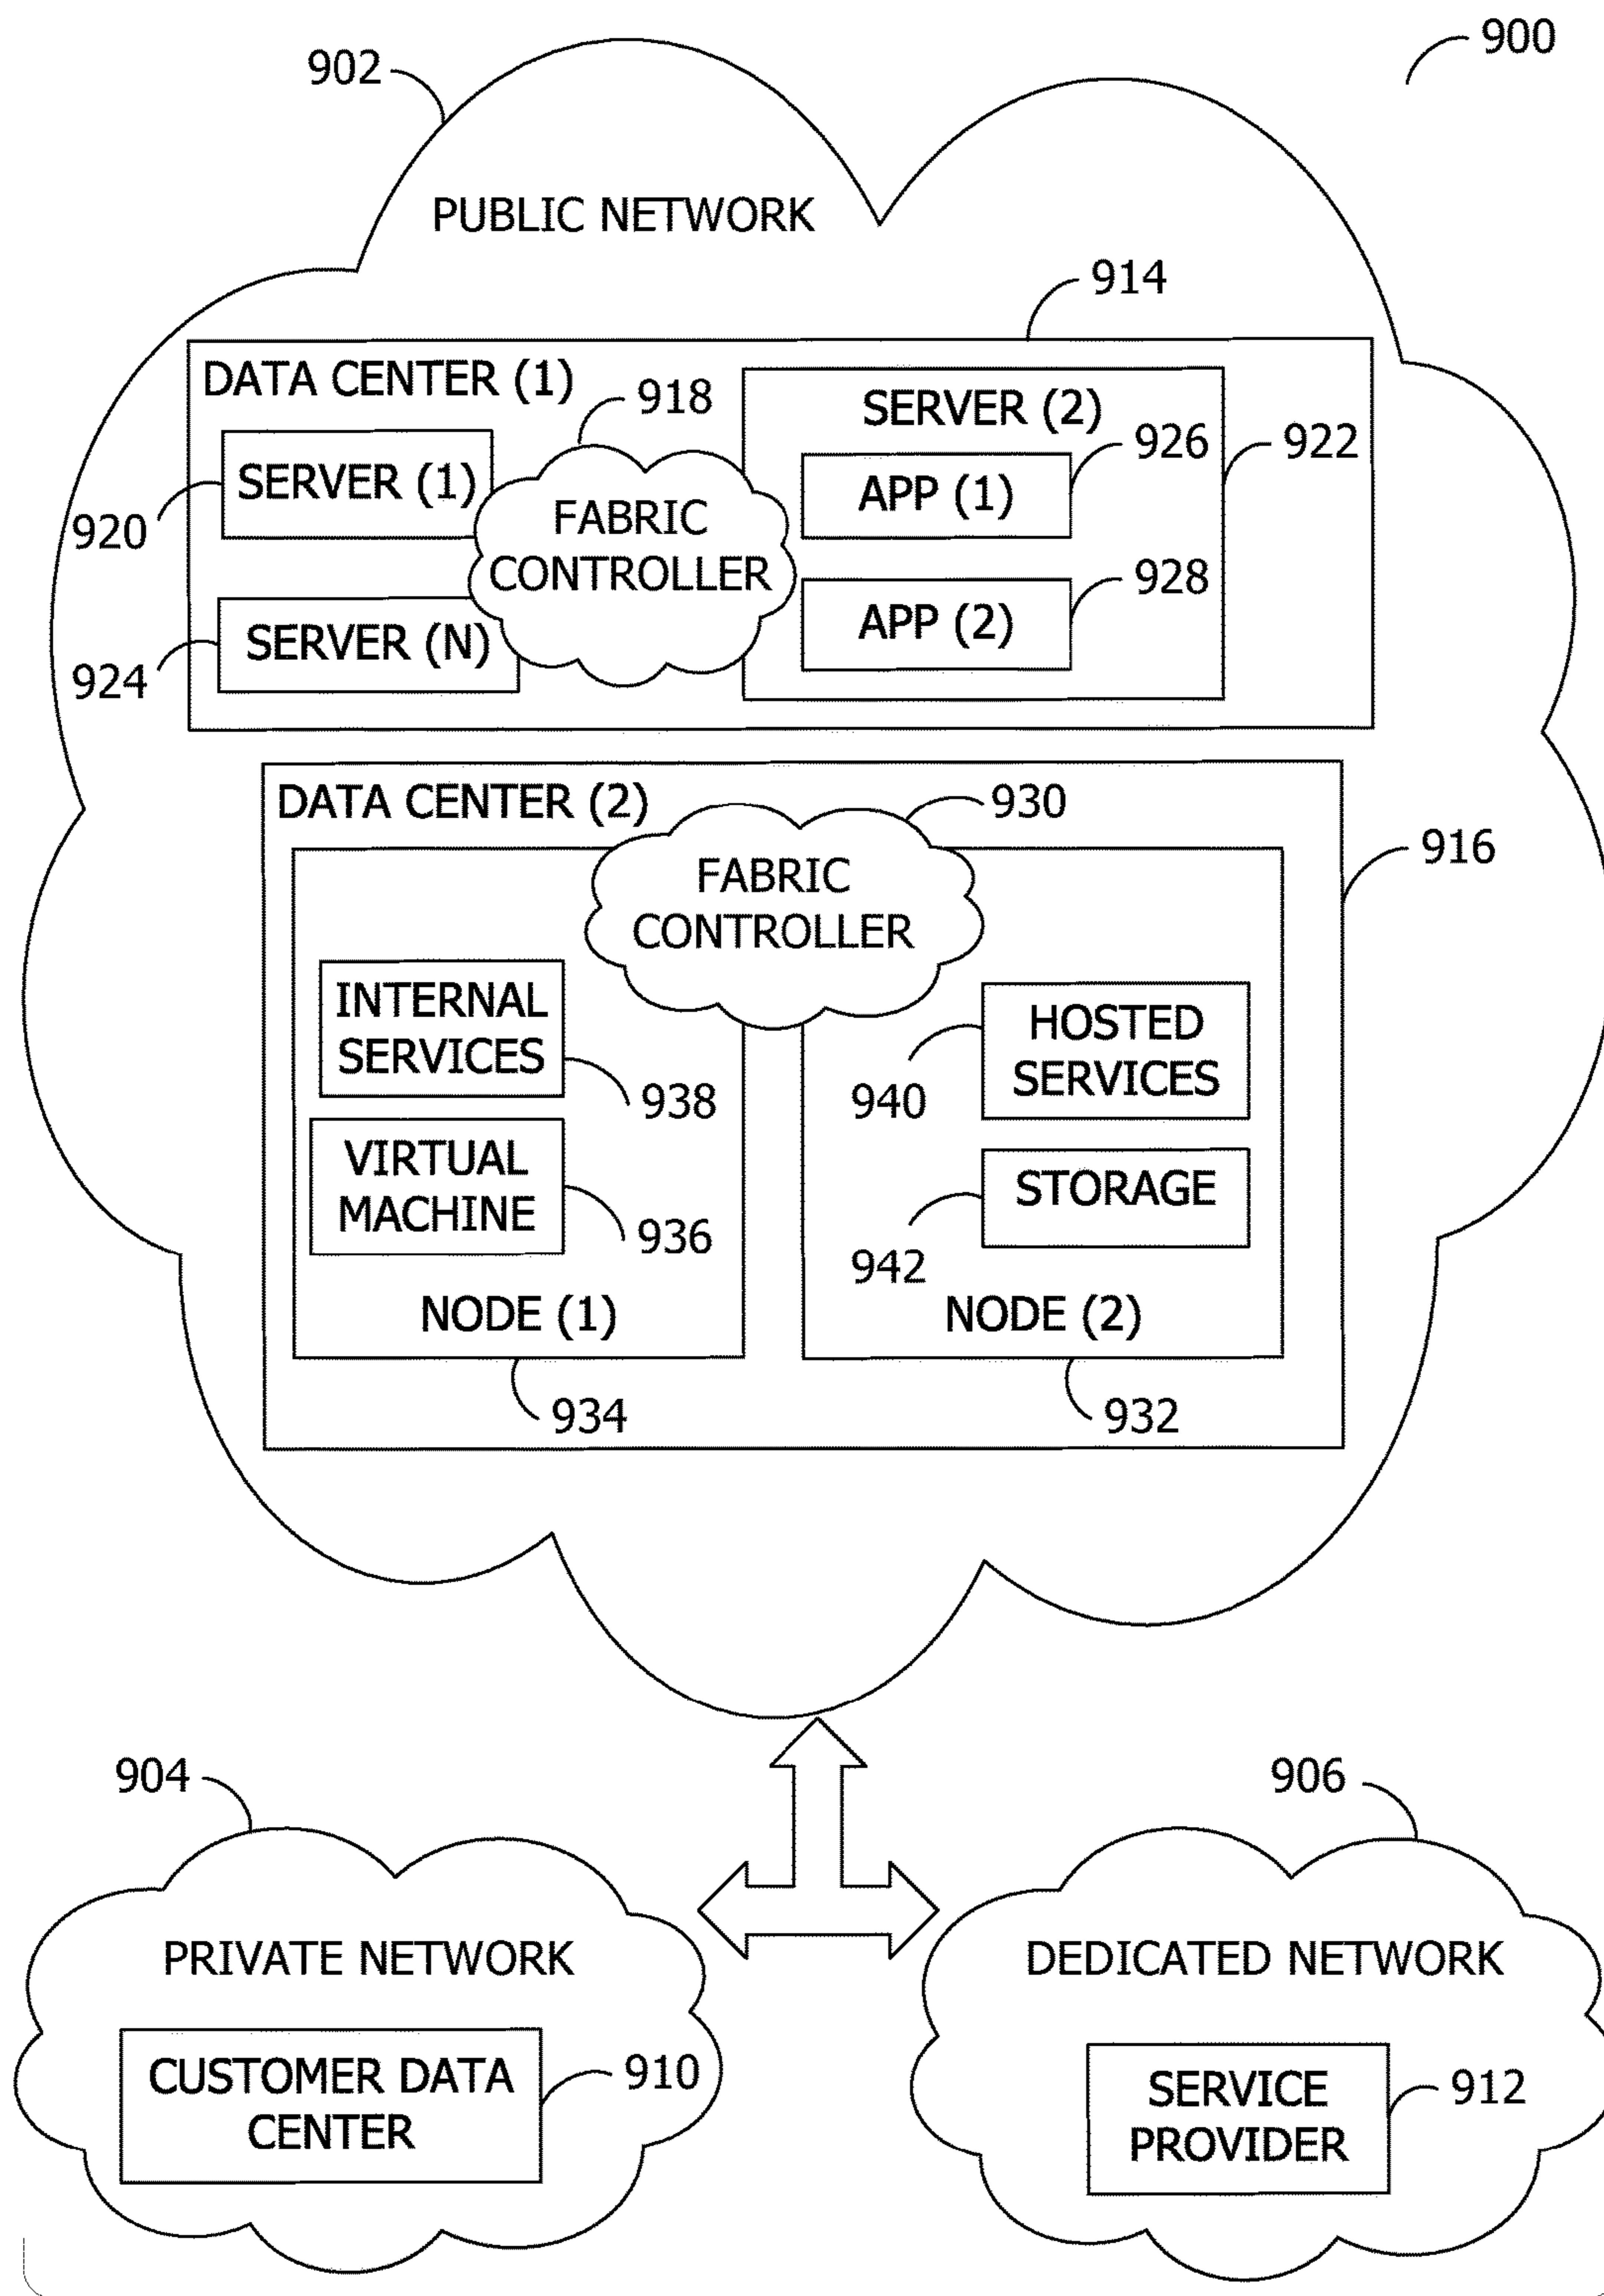 900
902
PUBLIC NETWORK
914
DATA CENTER (1)
918
SERVER (2)
926
922
SERVER (1)
APP (1)
920
FABRIC
CONTROLLER
928
APP (2)
SERVER (N)
924
DATA CENTER (2)
930
916
FABRIC
CONTROLLER
INTERNAL
SERVICES
938
HOSTED
SERVICES
940
VIRTUAL
MACHINE
936
STORAGE
942
NODE (1)
NODE (2)
934
932
904
906
PRIVATE NETWORK
CUSTOMER DATA
CENTER
910
DEDICATED NETWORK
SERVICE
PROVIDER
912